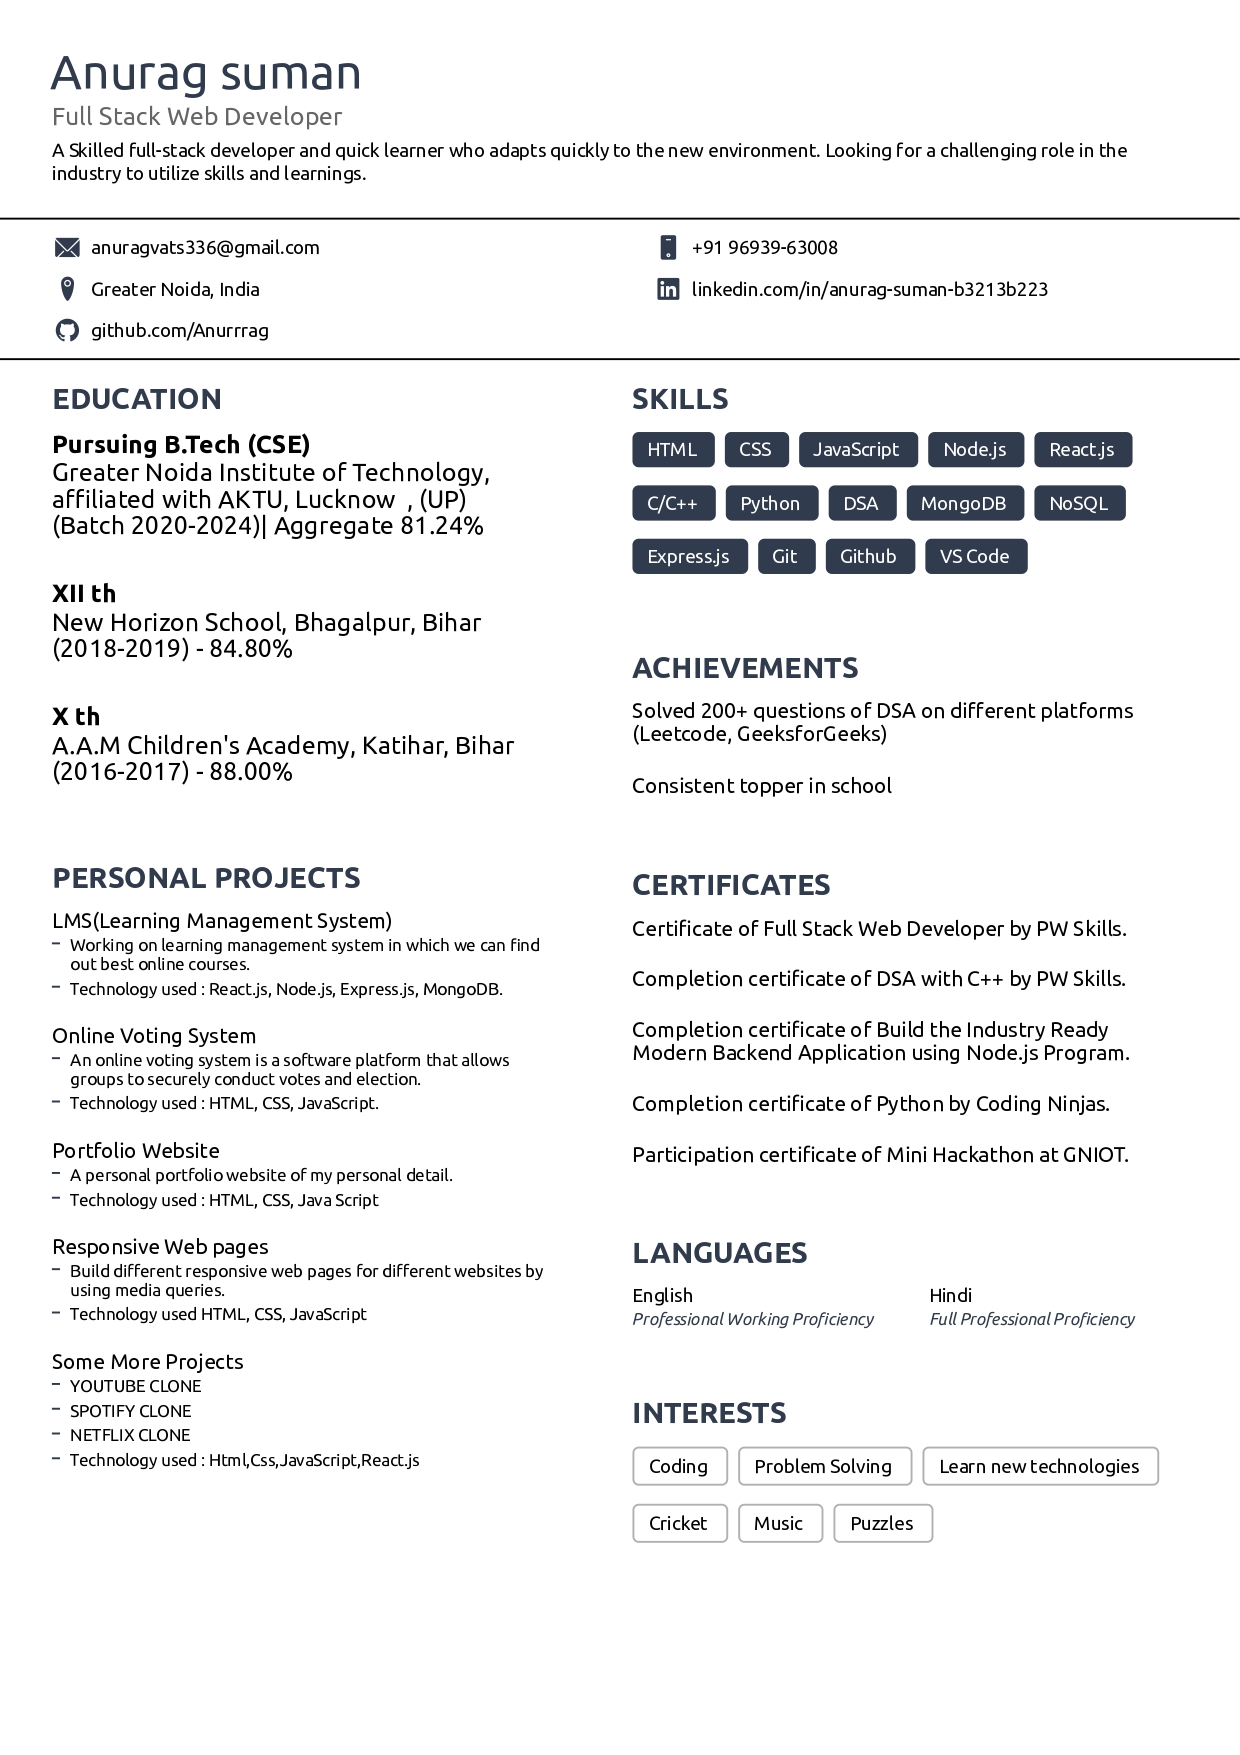 Anurag suman
Full Stack Web Developer
A Skilled full-stack developer and quick learner who adapts quickly to the new environment. Looking for a challenging role in the
industry to utilize skills and learnings.
anuragvats336@gmail.com
+91 96939-63008
Greater Noida, India
linkedin.com/in/anurag-suman-b3213b223
github.com/Anurrrag
EDUCATION
Pursuing B.Tech (CSE)
Greater Noida Institute of Technology,
affiliated with AKTU, Lucknow , (UP)
(Batch 2020-2024)| Aggregate 81.24%
XII th
New Horizon School, Bhagalpur, Bihar
(2018-2019) - 84.80%
X th
A.A.M Children's Academy, Katihar, Bihar
(2016-2017) - 88.00%
PERSONAL PROJECTS
LMS(Learning Management System)
– Working on learning management system in which we can find
out best online courses.
– Technology used : React.js, Node.js, Express.js, MongoDB.
Online Voting System
– An online voting system is a software platform that allows
groups to securely conduct votes and election.
– Technology used : HTML, CSS, JavaScript.
Portfolio Website
– A personal portfolio website of my personal detail.
– Technology used : HTML, CSS, Java Script
Responsive Web pages
– Build different responsive web pages for different websites by
using media queries.
– Technology used HTML, CSS, JavaScript
Some More Projects
– YOUTUBE CLONE
– SPOTIFY CLONE
– NETFLIX CLONE
– Technology used : Html,Css,JavaScript,React.js
SKILLS
HTML CSS JavaScript Node.js React.js
C/C++ Python DSA MongoDB NoSQL
Express.js Git Github VS Code
ACHIEVEMENTS
Solved 200+ questions of DSA on different platforms
(Leetcode, GeeksforGeeks)
Consistent topper in school
CERTIFICATES
Certificate of Full Stack Web Developer by PW Skills.
Completion certificate of DSA with C++ by PW Skills.
Completion certificate of Build the Industry Ready
Modern Backend Application using Node.js Program.
Completion certificate of Python by Coding Ninjas.
Participation certificate of Mini Hackathon at GNIOT.
LANGUAGES
English Hindi
Professional Working Proficiency Full Professional Proficiency
INTERESTS
Coding Problem Solving Learn new technologies
Cricket Music Puzzles